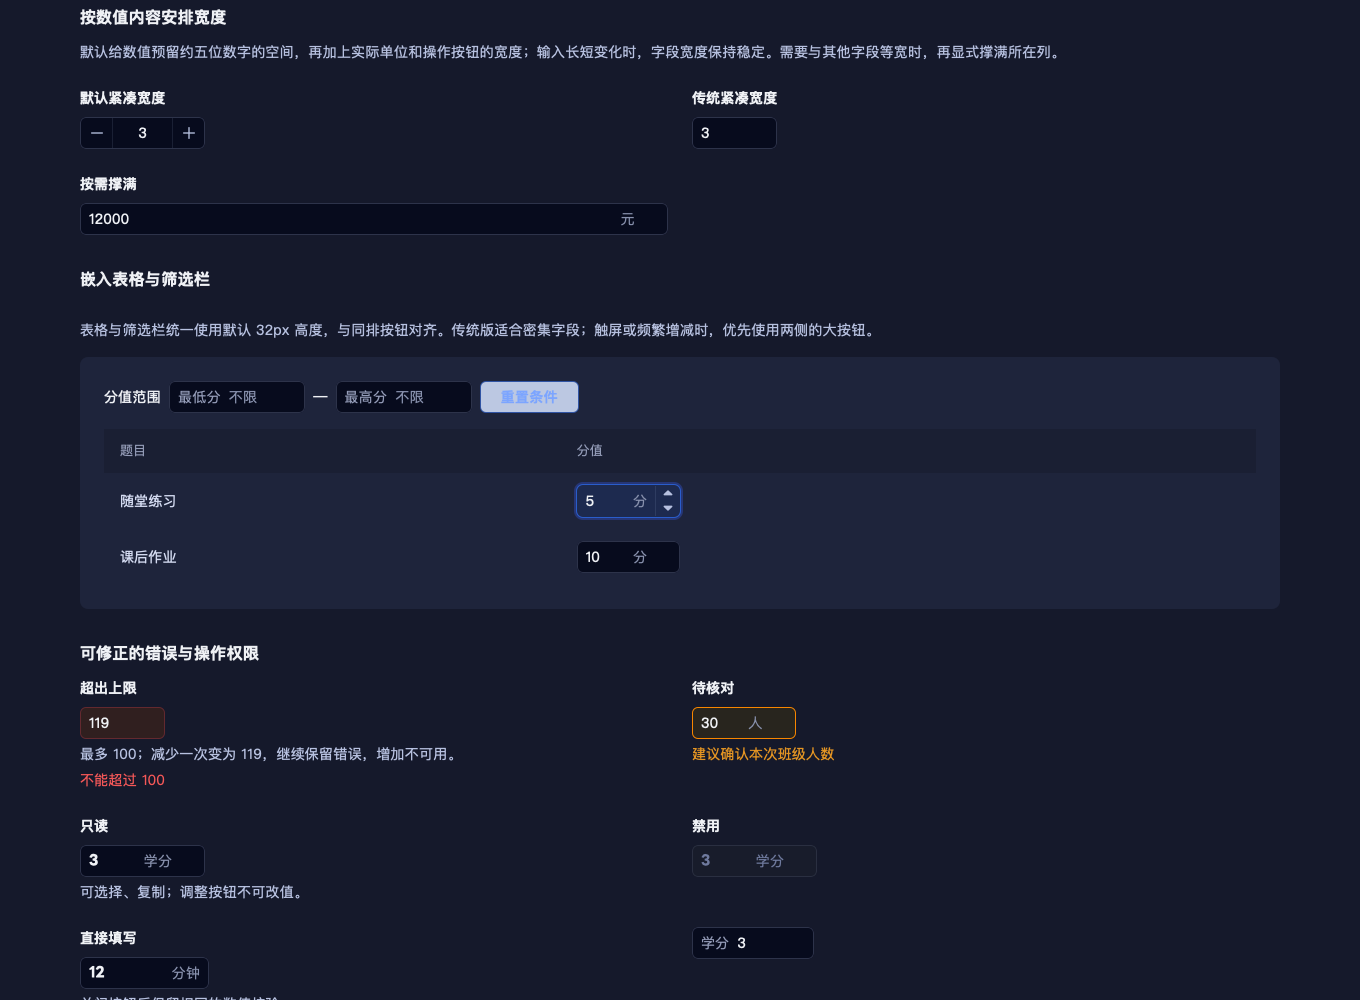 按数值内容安排宽度
默认给数值预留约五位数字的空间，再加上实际单位和操作按钮的宽度；输入长短变化时，字段宽度保持稳定。需要与其他字段等宽时，再显式撑满所在列。
默认紧凑宽度
传统紧凑宽度
3
3
按需撑满
12000 元
嵌入表格与筛选栏
表格与筛选栏统一使用默认 32px 高度，与同排按钮对齐。传统版适合密集字段；触屏或频繁增减时，优先使用两侧的大按钮。
分值范围 最低分 不限 — 最高分 不限 重置条件
题目 分值
随堂练习 5 分
课后作业 10 分
可修正的错误与操作权限
超出上限
待核对
119
30 人
最多 100；减少一次变为 119，继续保留错误，增加不可用。
建议确认本次班级人数
不能超过 100
只读
禁用
3 学分
3 学分
可选择、复制；调整按钮不可改值。
直接填写
学分 3
12 分钟